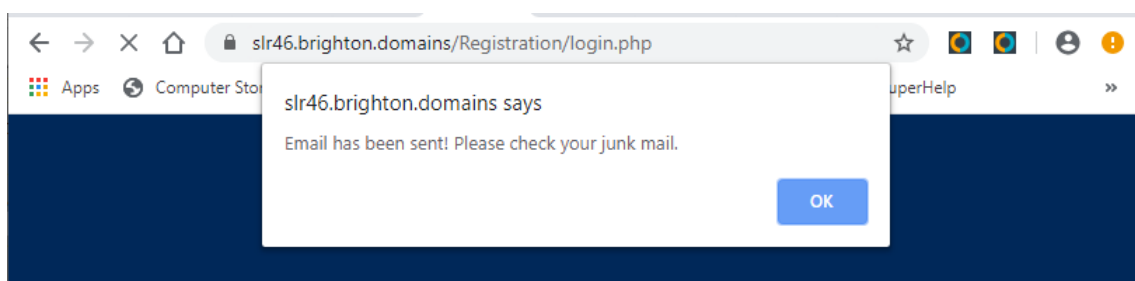 slr46.brighton.domains/Registration/login.php
Apps Computer Sto uperHelp »
slr46.brighton.domains says
Email has been sent! Please check your junk mail.
OK